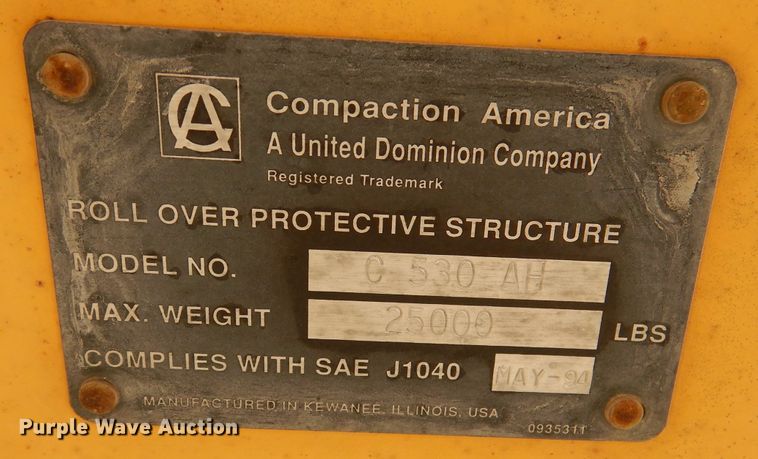 CA
Compaction America
A United Dominion Company
Registered Trademark
ROLL OVER PROTECTIVE STRUCTURE
MODEL NO. C 530 AH
MAX. WEIGHT 25000 LBS
COMPLIES WITH SAE J1040 MAY-94
MANUFACTURED IN KEWANEE, ILLINOIS, USA
0935311
Purple Wave Auction